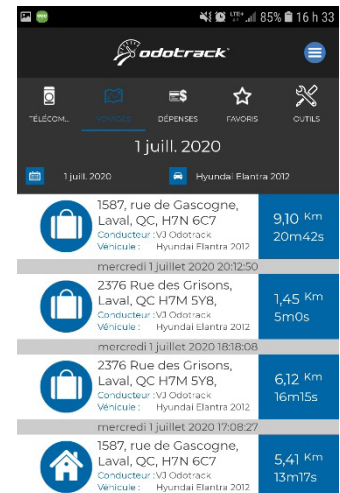 LTE 85% 16 h 33
odotrack
TÉLÉCOM... VOYAGES DÉPENSES FAVORIS OUTILS
1 juill. 2020
1 juill. 2020 Hyundai Elantra 2012
1587, rue de Gascogne,
Laval, QC, H7N 6C7
Conducteur : VJ Odotrack
Véhicule : Hyundai Elantra 2012
9,10 Km
20m42s
mercredi 1 juillet 2020 20:12:50
2376 Rue des Grisons,
Laval, QC H7M 5Y8,
Conducteur : VJ Odotrack
Véhicule : Hyundai Elantra 2012
1,45 Km
5m0s
mercredi 1 juillet 2020 18:18:08
2376 Rue des Grisons,
Laval, QC H7M 5Y8,
Conducteur : VJ Odotrack
Véhicule : Hyundai Elantra 2012
6,12 Km
16m15s
mercredi 1 juillet 2020 17:08:27
1587, rue de Gascogne,
Laval, QC, H7N 6C7
Conducteur : VJ Odotrack
Véhicule : Hyundai Elantra 2012
5,41 Km
13m17s